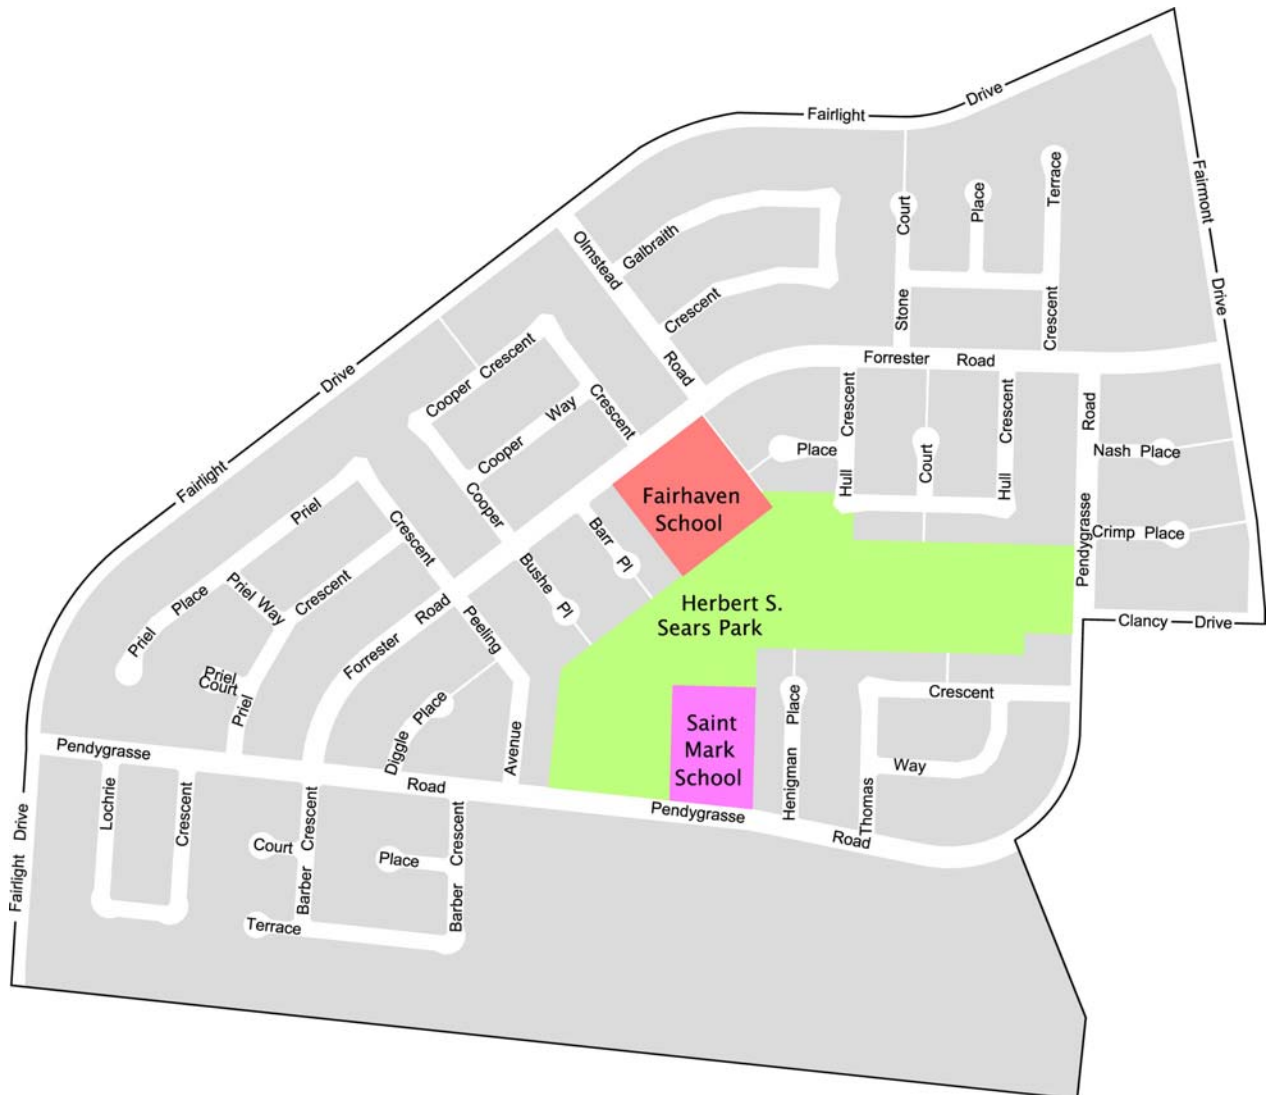 Drive
Fairlight
Fairmont
Drive
Court
Place
Terrace
Olmstead
Galbraith
Crescent
Road
Stone
Crescent
Forrester Road
Cooper Crescent
Crescent
Cooper Way
Cooper
Drive
Fairlight
Fairhaven
School
Place
Crescent
Hull
Court
Crescent
Hull
Road
Pendygrasse
Nash Place
Crimp Place
Clancy Drive
Priel
Crescent
Crescent
Place
Priel
Priel Way
Priel
Court
Priel
Forrester Road
Barr Pl
Bushe Pl
Peeling
Avenue
Diggle Place
Herbert S.
Sears Park
Saint
Mark
School
Place
Henigman
Crescent
Way
Thomas
Pendygrasse
Road
Pendygrasse
Road
Lochrie
Crescent
Court
Crescent
Barber
Place
Crescent
Barber
Terrace
Fairlight Drive